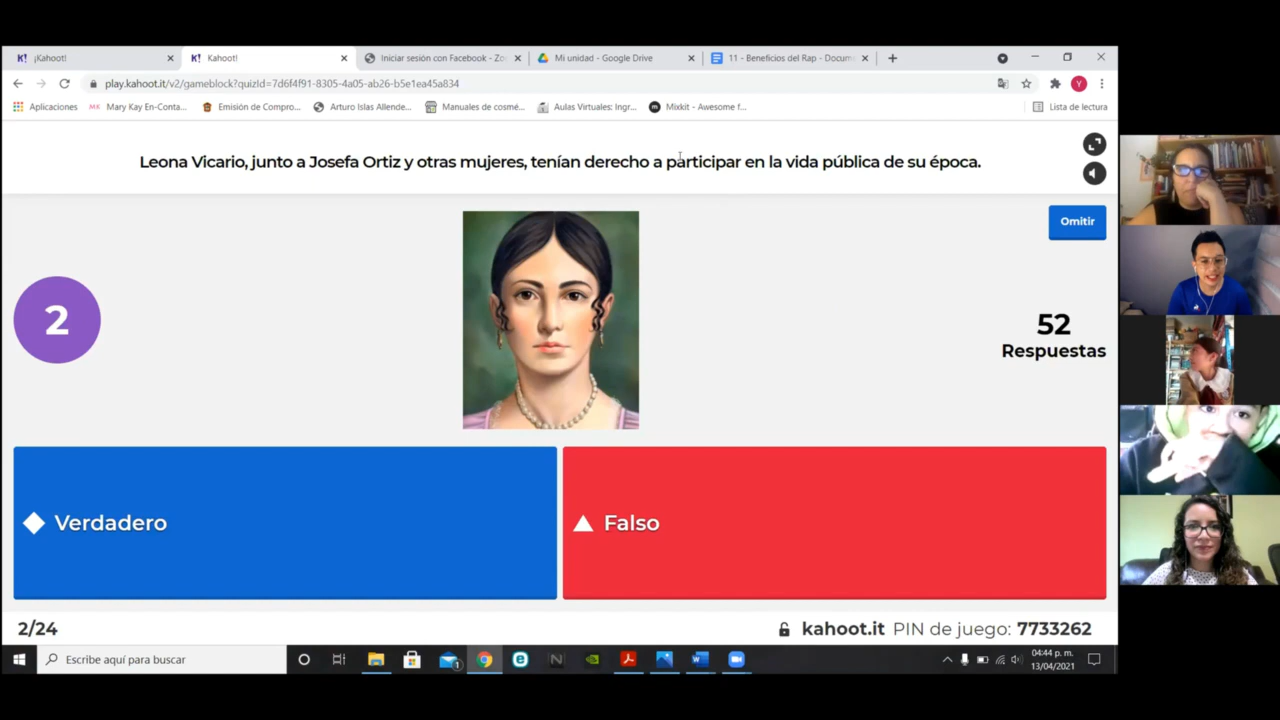 ¡Kahoot!
Kahoot!
Iniciar sesión con Facebook - Zo
Mi unidad - Google Drive
11 - Beneficios del Rap - Docum
play.kahoot.it/v2/gameblock?quizId=7d6f4f91-8305-4a05-ab26-b5e1ea45a834
Y
Aplicaciones
MK Mary Kay En-Conta...
Emisión de Compro...
Arturo Islas Allende...
Manuales de cosmé...
Aulas Virtuales: Ingr...
m Mixkit - Awesome f...
Lista de lectura
Leona Vicario, junto a Josefa Ortiz y otras mujeres, tenían derecho a participar en la vida pública de su época.
Omitir
2
52
Respuestas
Verdadero
Falso
2/24
kahoot.it PIN de juego: 7733262
Escribe aquí para buscar
1
04:44 p. m.
13/04/2021